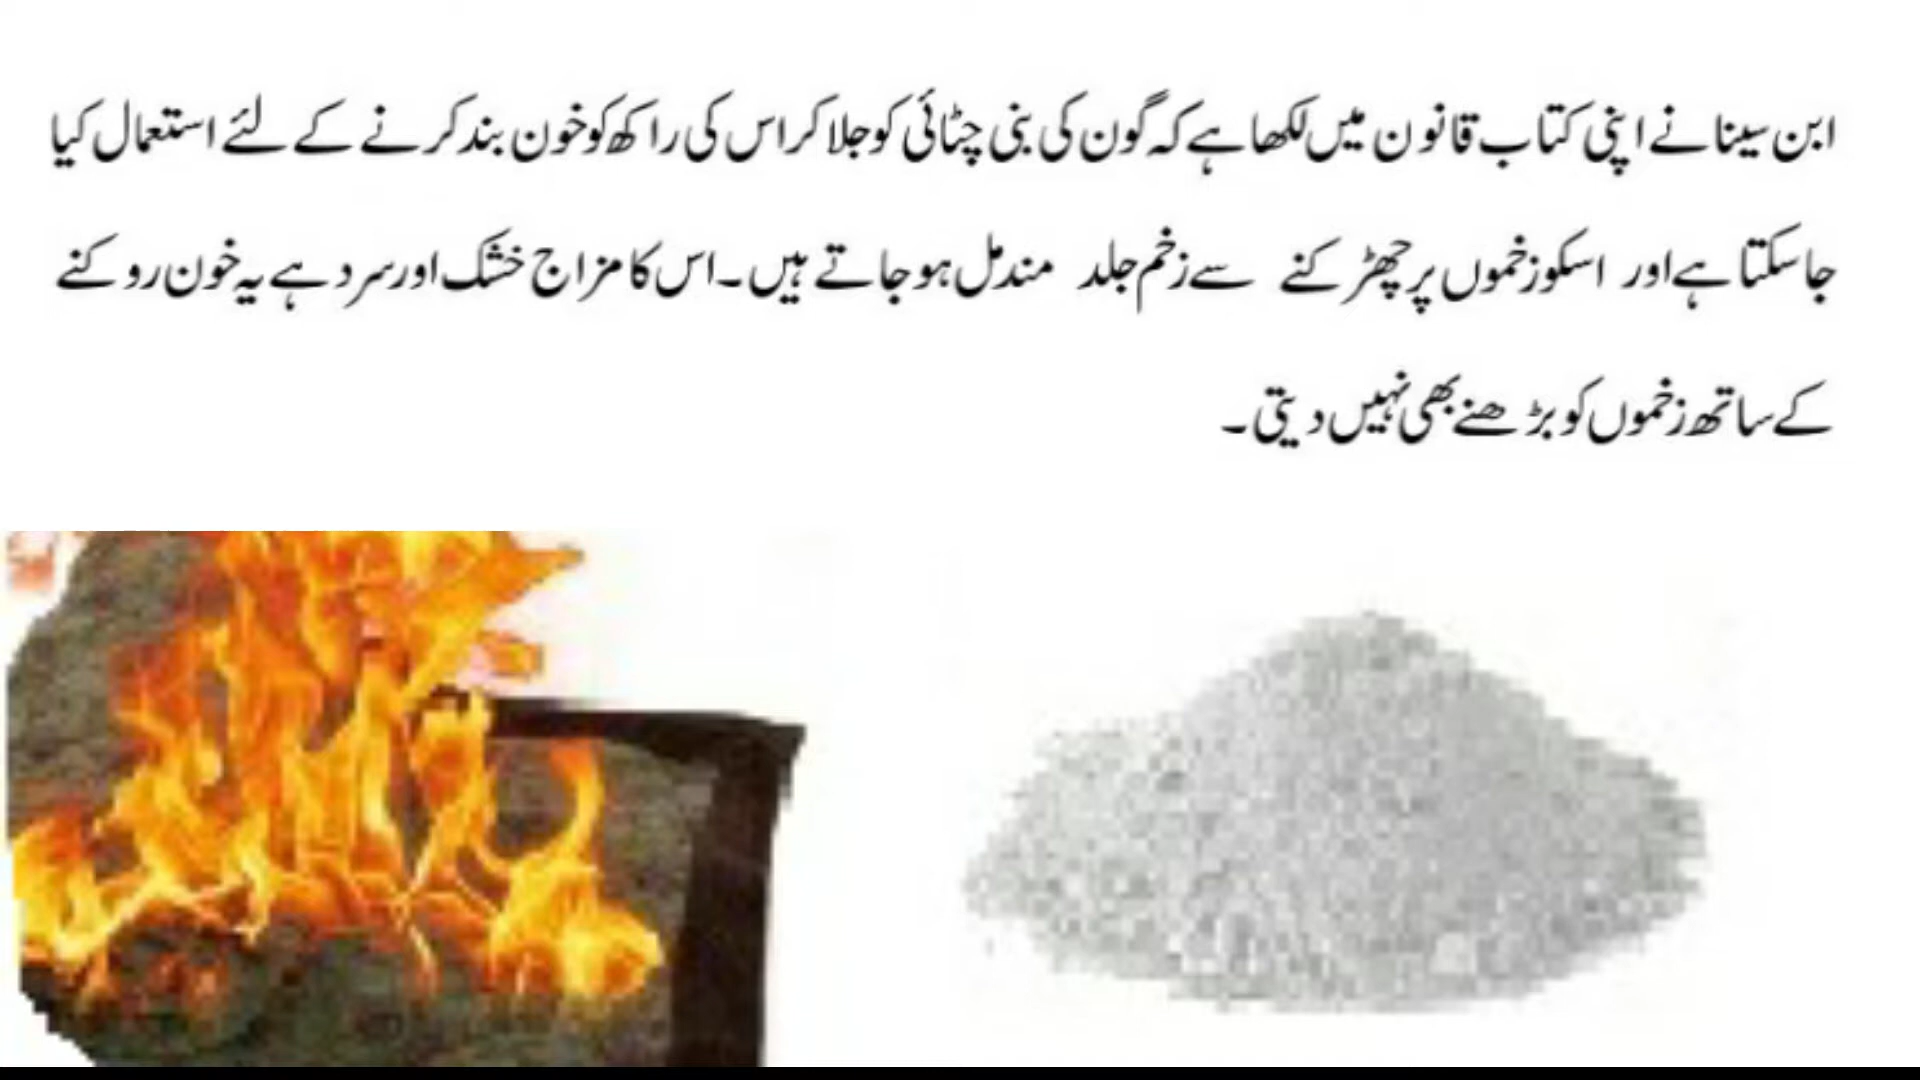 ابن سینا نے اپنی کتاب قانون میں لکھا ہے کہ گون کی بنی چٹائی کو جلا کر اس کی راکھ کو خون بند کرنے کے لئے استعمال کیا
جا سکتا ہے اور اسکو زخموں پر چھڑکنے سے زخم جلد مندمل ہو جاتے ہیں۔ اس کا مزاج خشک اور سرد ہے یہ خون روکنے
کے ساتھ زخموں کو بڑھنے بھی نہیں دیتی۔